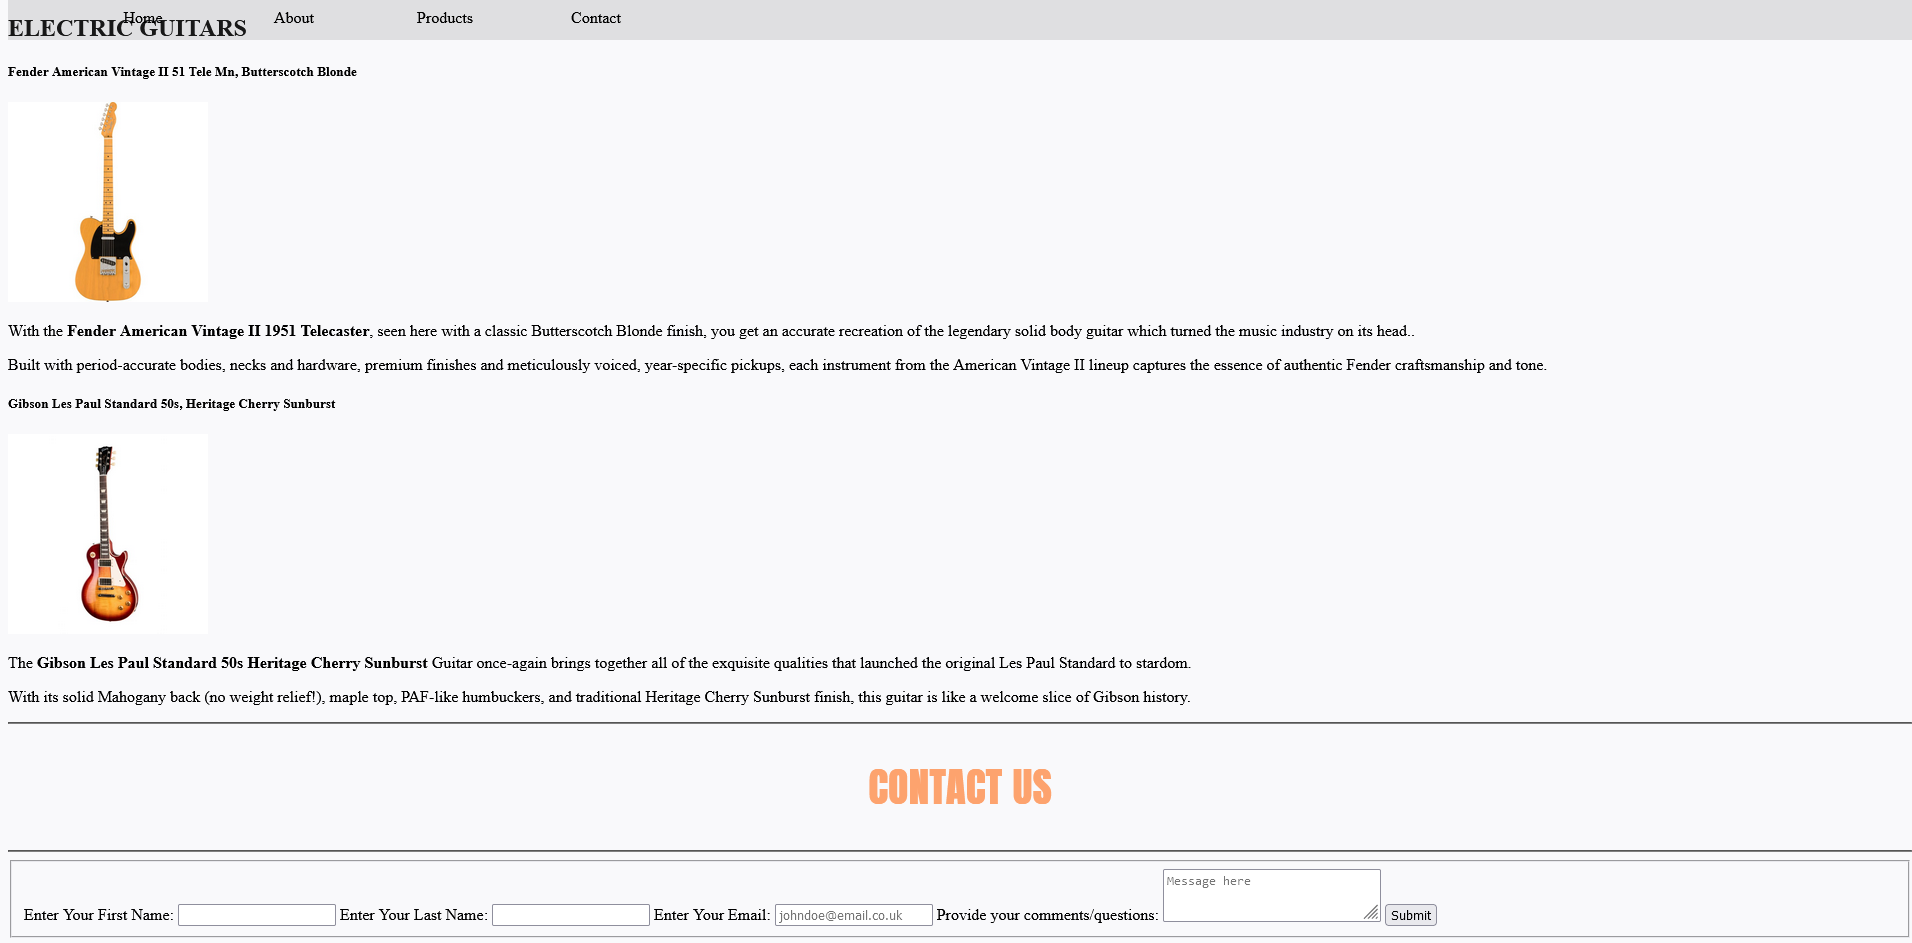 Home About Products Contact
ELECTRIC GUITARS
Fender American Vintage II 51 Tele Mn, Butterscotch Blonde
With the Fender American Vintage II 1951 Telecaster, seen here with a classic Butterscotch Blonde finish, you get an accurate recreation of the legendary solid body guitar which turned the music industry on its head..
Built with period-accurate bodies, necks and hardware, premium finishes and meticulously voiced, year-specific pickups, each instrument from the American Vintage II lineup captures the essence of authentic Fender craftsmanship and tone.
Gibson Les Paul Standard 50s, Heritage Cherry Sunburst
The Gibson Les Paul Standard 50s Heritage Cherry Sunburst Guitar once-again brings together all of the exquisite qualities that launched the original Les Paul Standard to stardom.
With its solid Mahogany back (no weight relief!), maple top, PAF-like humbuckers, and traditional Heritage Cherry Sunburst finish, this guitar is like a welcome slice of Gibson history.
CONTACT US
Message here
Enter Your First Name: Enter Your Last Name: Enter Your Email: johndoe@email.co.uk Provide your comments/questions: Submit